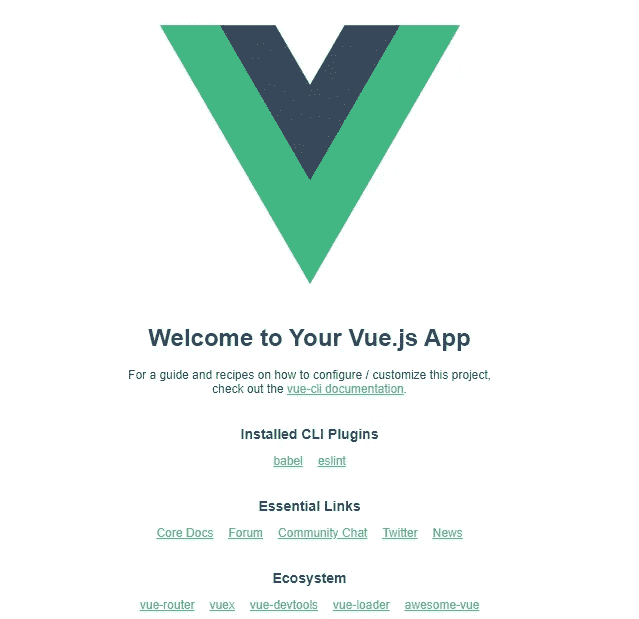 Welcome to Your Vue.js App
For a guide and recipes on how to configure / customize this project,
check out the vue-cli documentation.
Installed CLI Plugins
babel eslint
Essential Links
Core Docs Forum Community Chat Twitter News
Ecosystem
vue-router vuex vue-devtools vue-loader awesome-vue